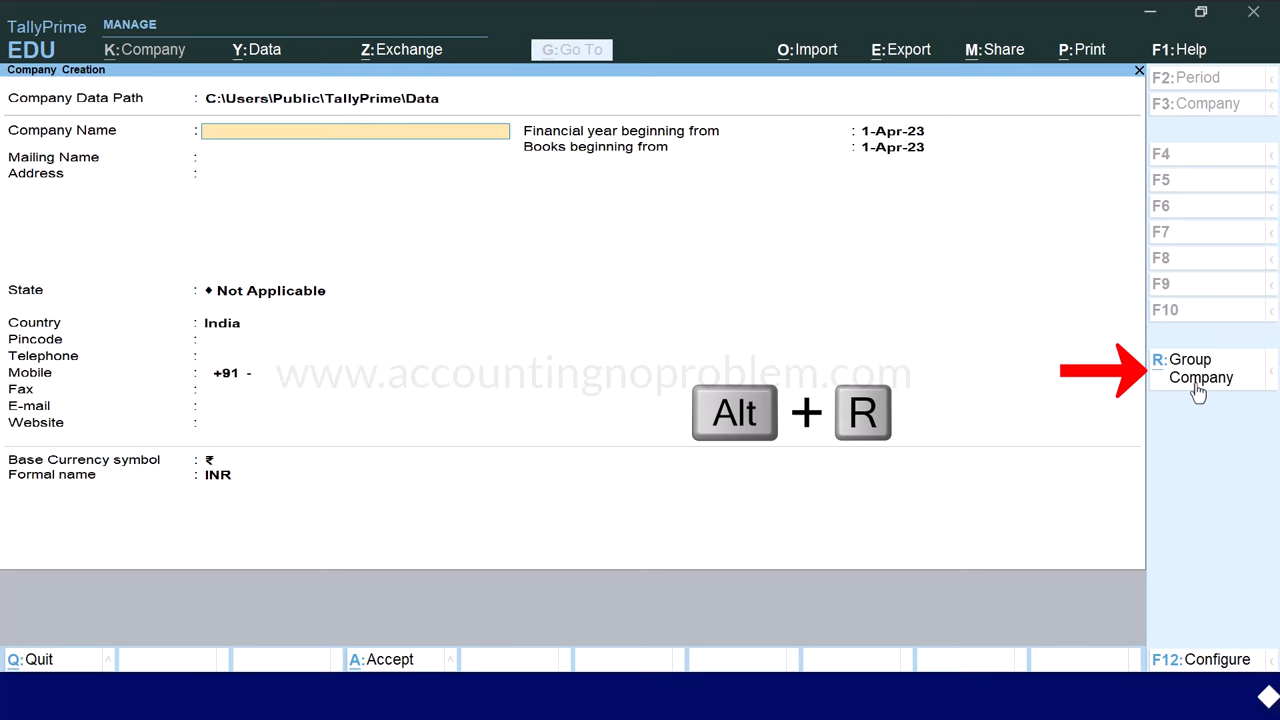 TallyPrime
EDU
MANAGE
K:Company
Y:Data
Z:Exchange
G:Go To
O:Import
E:Export
M:Share
P:Print
F1:Help
Company Creation
Company Data Path : C:\Users\Public\TallyPrime\Data
Company Name :
Financial year beginning from : 1-Apr-23
Books beginning from : 1-Apr-23
Mailing Name :
Address :
State : ♦ Not Applicable
Country : India
Pincode :
Telephone :
Mobile : +91 -
Fax :
E-mail :
Website :
www.accountingnoproblem.com
Alt + R
Base Currency symbol : ₹
Formal name : INR
F2:Period
F3:Company
F4
F5
F6
F7
F8
F9
F10
R:Group
Company
Q:Quit
A:Accept
F12:Configure